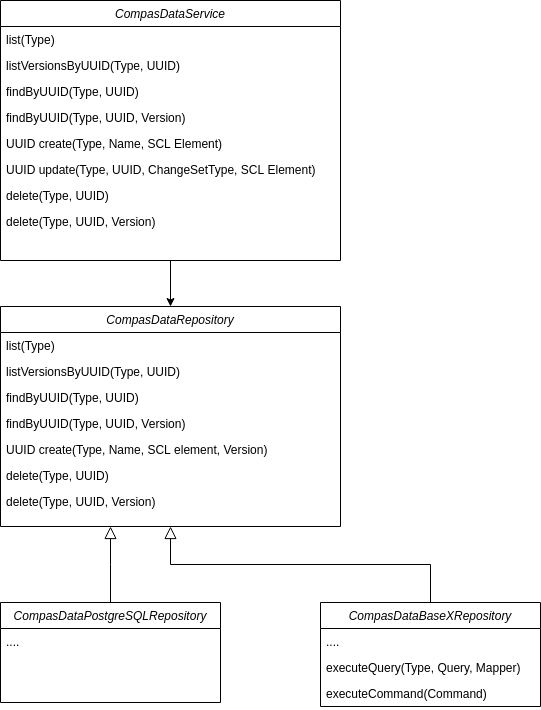 CompasDataService
list(Type)
listVersionsByUUID(Type, UUID)
findByUUID(Type, UUID)
findByUUID(Type, UUID, Version)
UUID create(Type, Name, SCL Element)
UUID update(Type, UUID, ChangeSetType, SCL Element)
delete(Type, UUID)
delete(Type, UUID, Version)
CompasDataRepository
list(Type)
listVersionsByUUID(Type, UUID)
findByUUID(Type, UUID)
findByUUID(Type, UUID, Version)
UUID create(Type, Name, SCL element, Version)
delete(Type, UUID)
delete(Type, UUID, Version)
CompasDataPostgreSQLRepository
....
CompasDataBaseXRepository
....
executeQuery(Type, Query, Mapper)
executeCommand(Command)